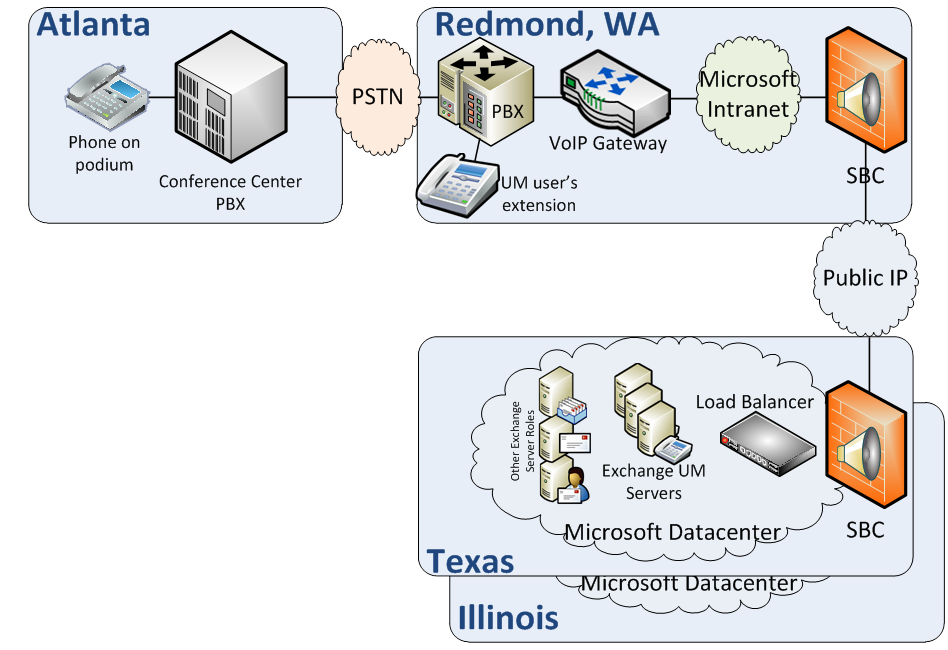 Atlanta
Phone on
podium
Conference Center
PBX
PSTN
Redmond, WA
PBX
UM user's
extension
VoIP Gateway
Microsoft
Intranet
SBC
Public IP
Other Exchange
Server Roles
Exchange UM
Servers
Load Balancer
SBC
Microsoft Datacenter
Texas
Microsoft Datacenter
Illinois